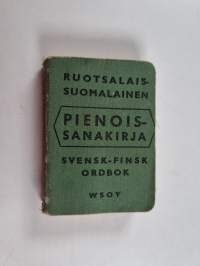 RUOTSALAIS-
SUOMALAINEN
PIENOIS-
SANAKIRJA
SVENSK-FINSK
ORDBOK
WSOY